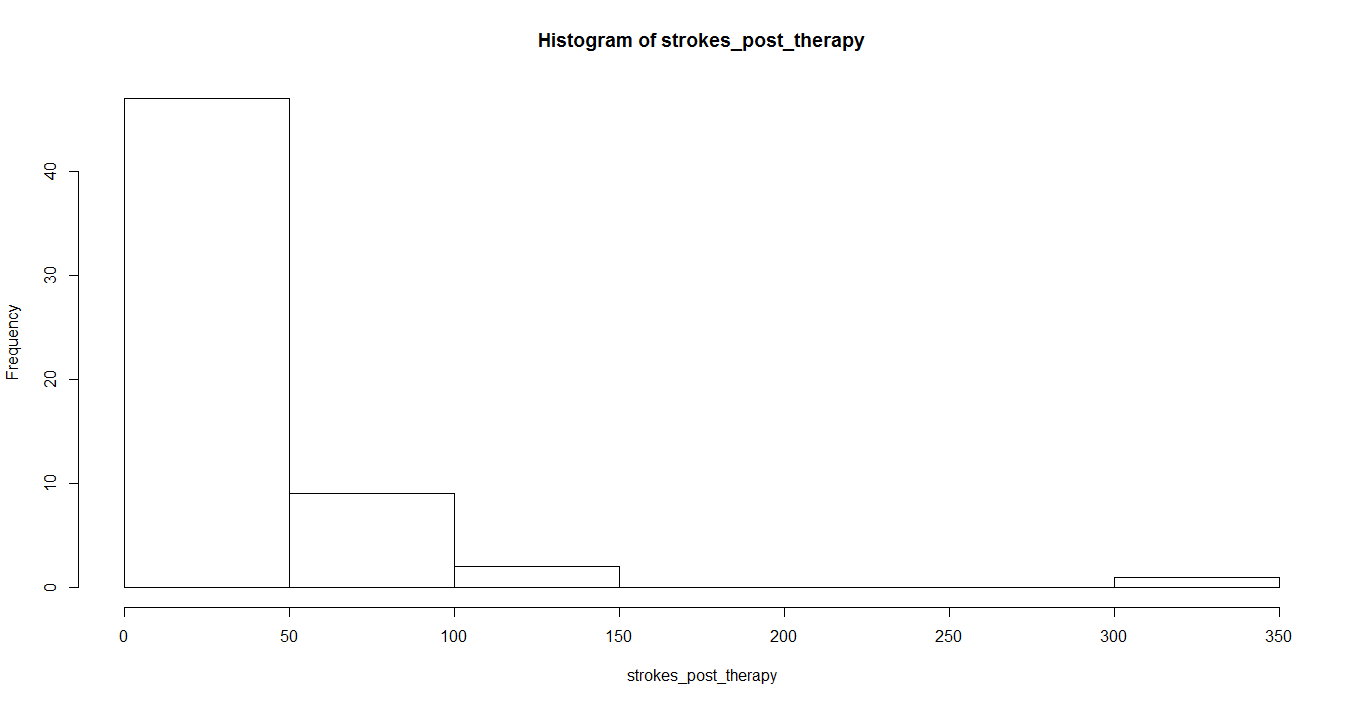 Histogram of strokes_post_therapy
Frequency
40
30
20
10
0
0 50 100 150 200 250 300 350
strokes_post_therapy